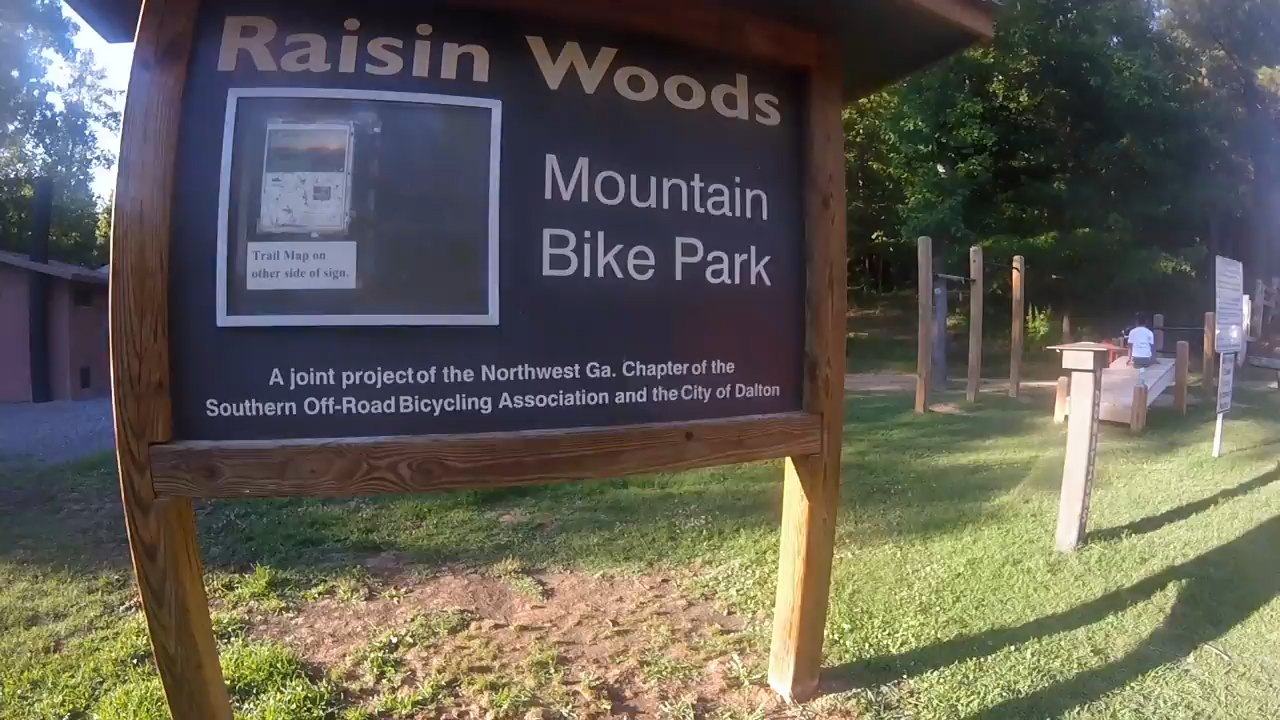 Raisin Woods
Mountain
Bike Park
Trail Map on
other side of sign.
A joint project of the Northwest Ga. Chapter of the
Southern Off-Road Bicycling Association and the City of Dalton